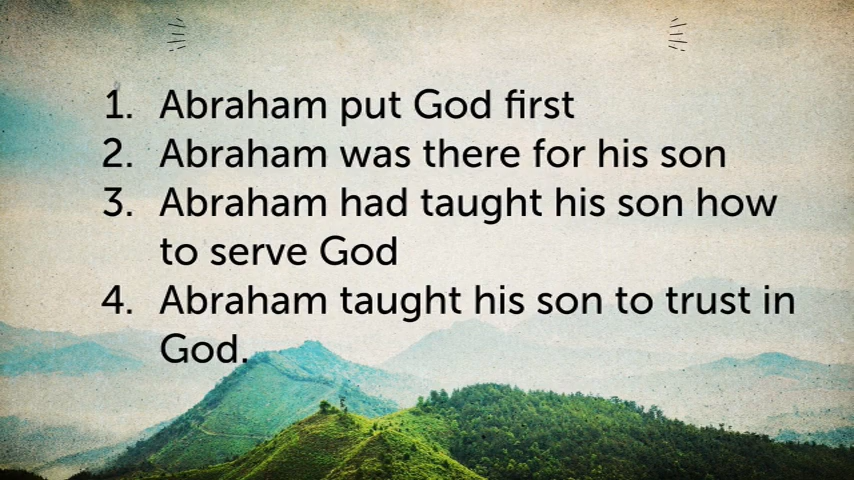 1. Abraham put God first
2. Abraham was there for his son
3. Abraham had taught his son how
to serve God
4. Abraham taught his son to trust in
God.